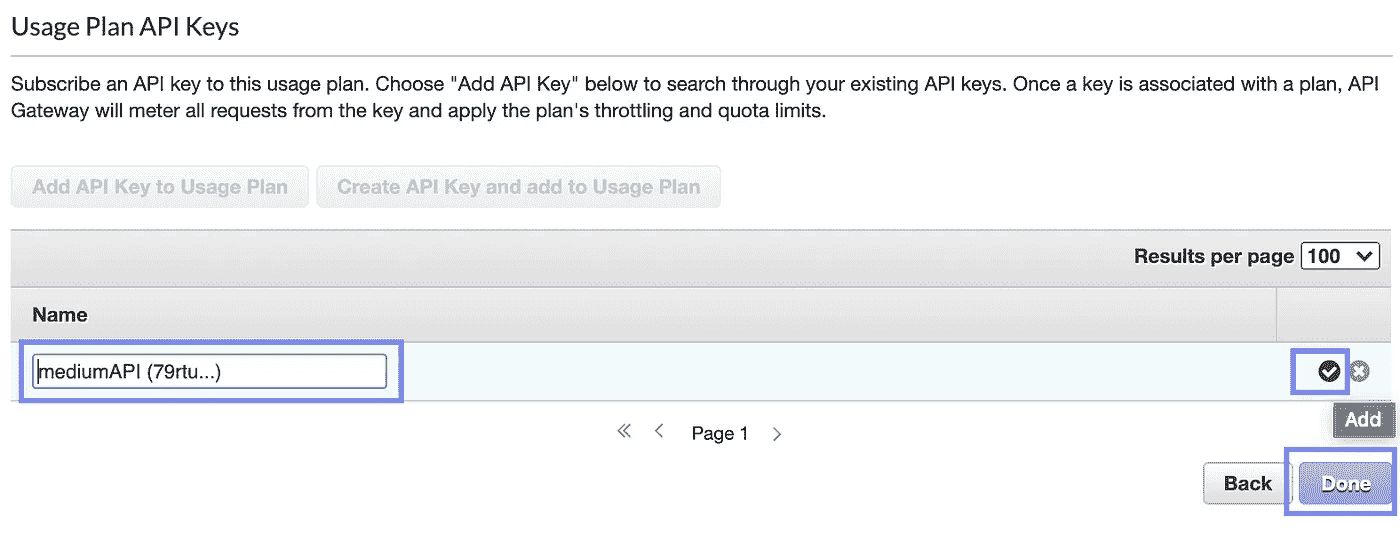 Usage Plan API Keys
Subscribe an API key to this usage plan. Choose "Add API Key" below to search through your existing API keys. Once a key is associated with a plan, API
Gateway will meter all requests from the key and apply the plan's throttling and quota limits.
Add API Key to Usage Plan Create API Key and add to Usage Plan
Results per page 100
Name
mediumAPI (79rtu...)
Page 1
Add
Back Done